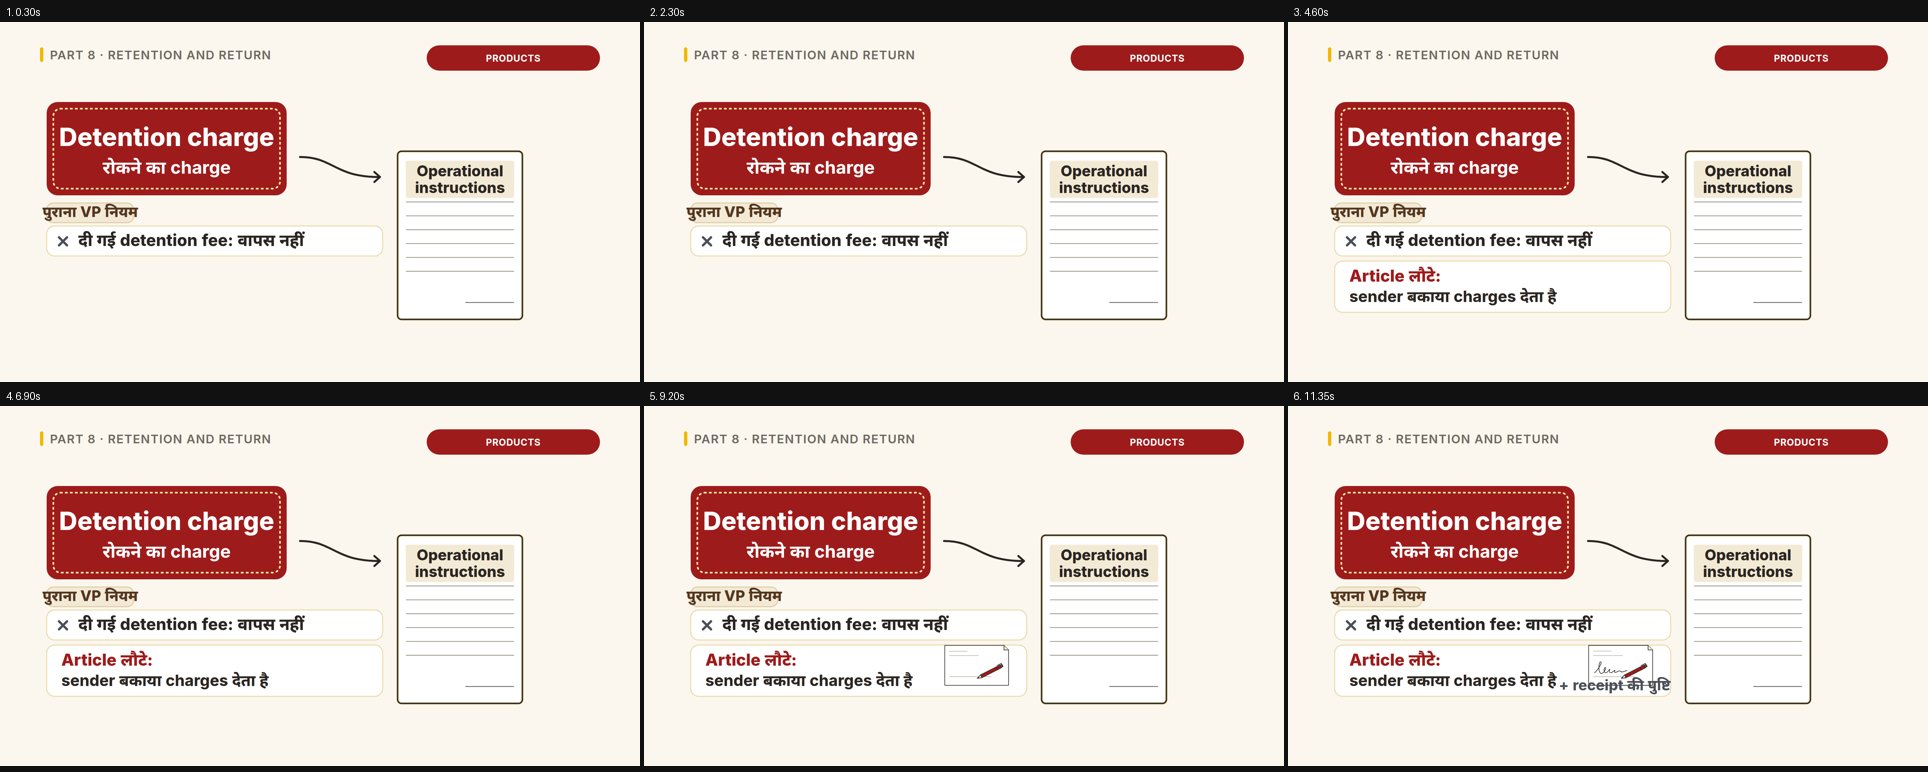 1. 0.30s
PART 8 · RETENTION AND RETURN
PRODUCTS
Detention charge
रोकने का charge
Operational
instructions
पुराना VP नियम
× दी गई detention fee: वापस नहीं
2. 2.30s
PART 8 · RETENTION AND RETURN
PRODUCTS
Detention charge
रोकने का charge
Operational
instructions
पुराना VP नियम
× दी गई detention fee: वापस नहीं
3. 4.60s
PART 8 · RETENTION AND RETURN
PRODUCTS
Detention charge
रोकने का charge
Operational
instructions
पुराना VP नियम
× दी गई detention fee: वापस नहीं
Article लौटे:
sender बकाया charges देता है
4. 6.90s
PART 8 · RETENTION AND RETURN
PRODUCTS
Detention charge
रोकने का charge
Operational
instructions
पुराना VP नियम
× दी गई detention fee: वापस नहीं
Article लौटे:
sender बकाया charges देता है
5. 9.20s
PART 8 · RETENTION AND RETURN
PRODUCTS
Detention charge
रोकने का charge
Operational
instructions
पुराना VP नियम
× दी गई detention fee: वापस नहीं
Article लौटे:
sender बकाया charges देता है
6. 11.35s
PART 8 · RETENTION AND RETURN
PRODUCTS
Detention charge
रोकने का charge
Operational
instructions
पुराना VP नियम
× दी गई detention fee: वापस नहीं
Article लौटे:
sender बकाया charges देता है
+ receipt की पुष्टि